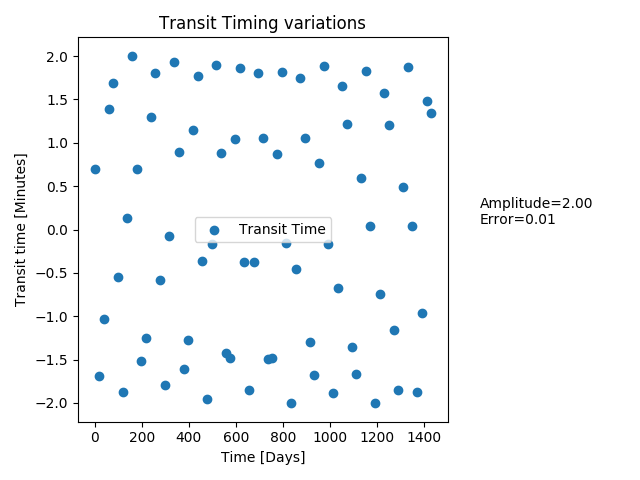 Transit Timing variations
2.0
1.5
1.0
0.5
0.0
−0.5
−1.0
−1.5
−2.0
Transit time [Minutes]
Transit Time
0 200 400 600 800 1000 1200 1400
Time [Days]
Amplitude=2.00
Error=0.01